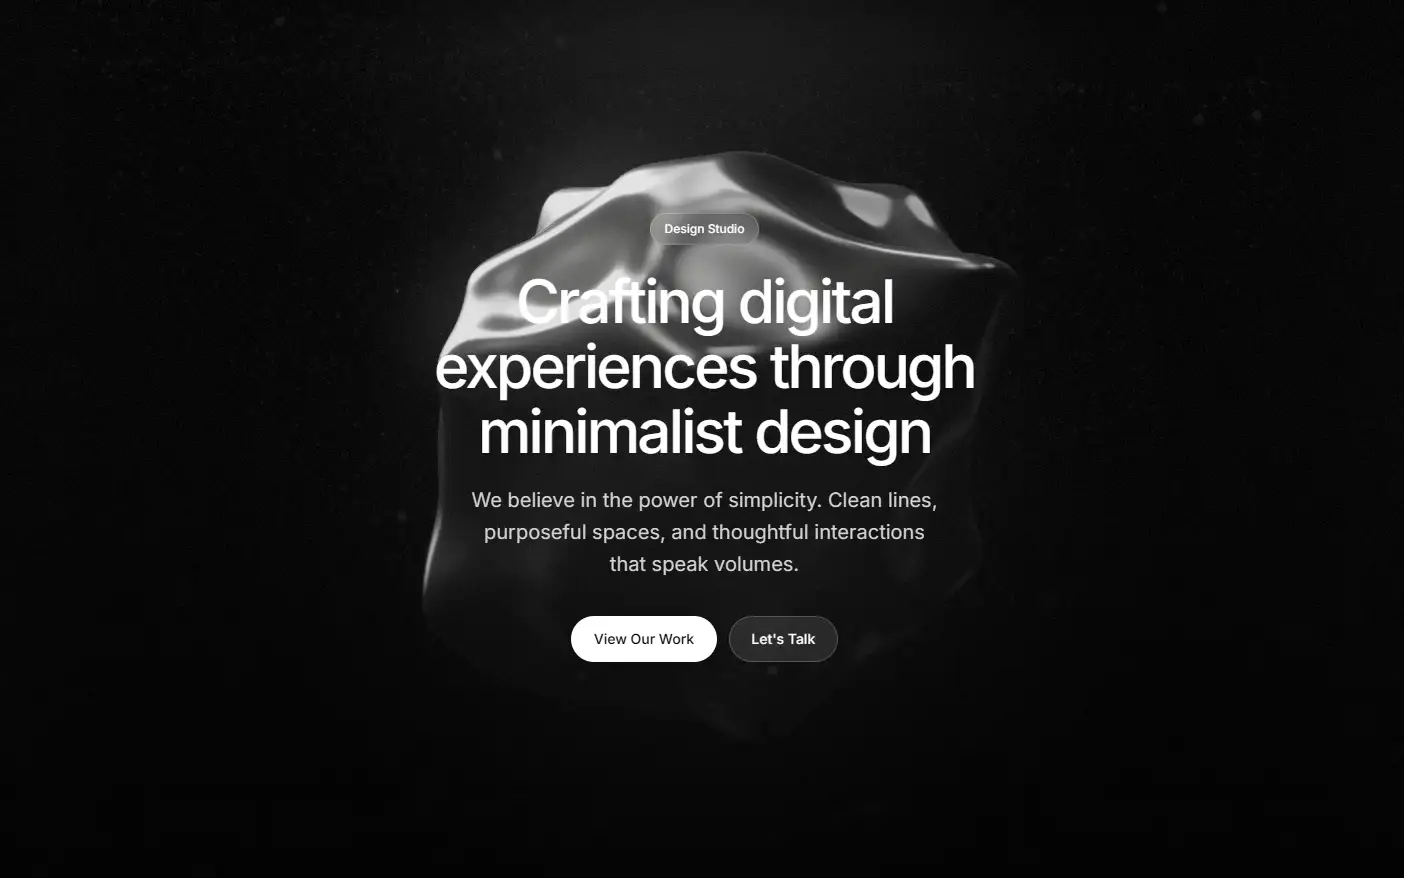 Design Studio
Crafting digital
experiences through
minimalist design
We believe in the power of simplicity. Clean lines,
purposeful spaces, and thoughtful interactions
that speak volumes.
View Our Work
Let's Talk